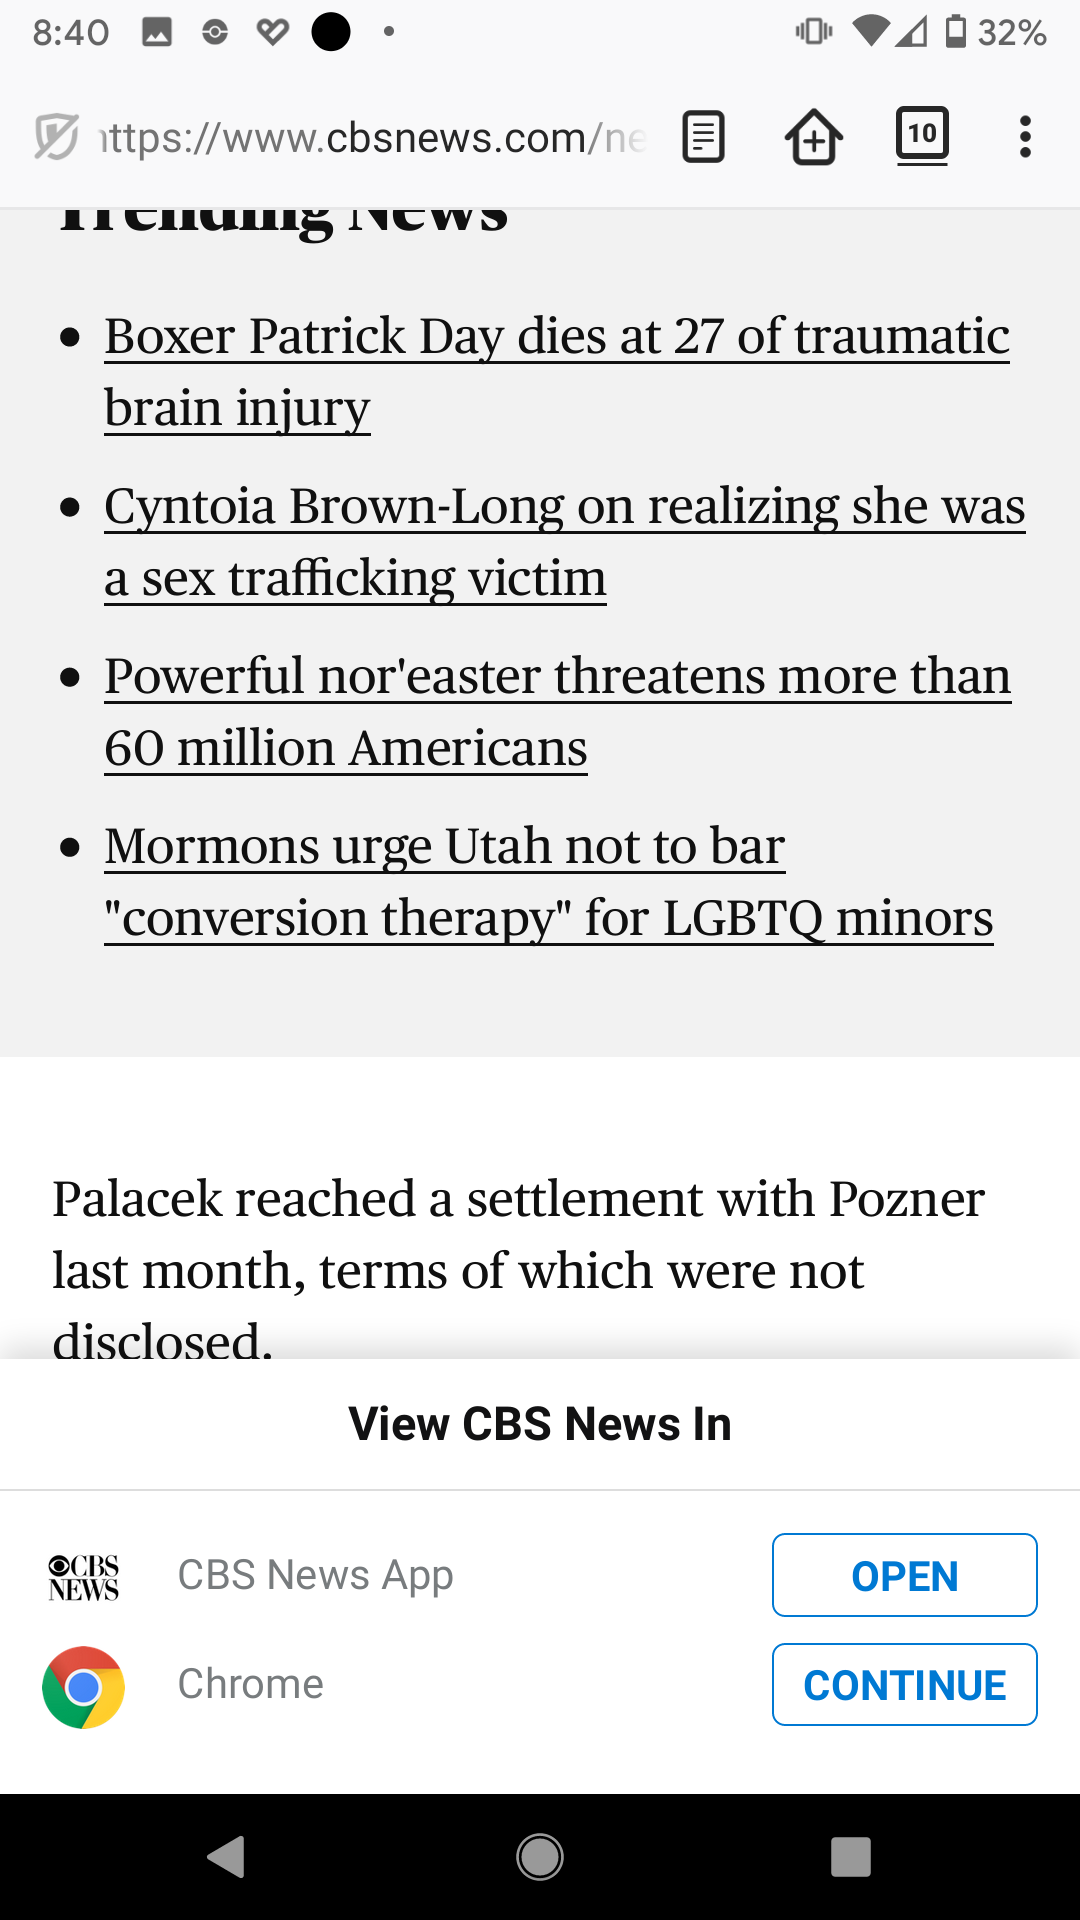 8:40
32%
https://www.cbsnews.com/ne
10
Trending News
Boxer Patrick Day dies at 27 of traumatic
brain injury
Cyntoia Brown-Long on realizing she was
a sex trafficking victim
Powerful nor'easter threatens more than
60 million Americans
Mormons urge Utah not to bar
"conversion therapy" for LGBTQ minors
Palacek reached a settlement with Pozner
last month, terms of which were not
disclosed.
View CBS News In
CBS
NEWS
CBS News App
OPEN
Chrome
CONTINUE